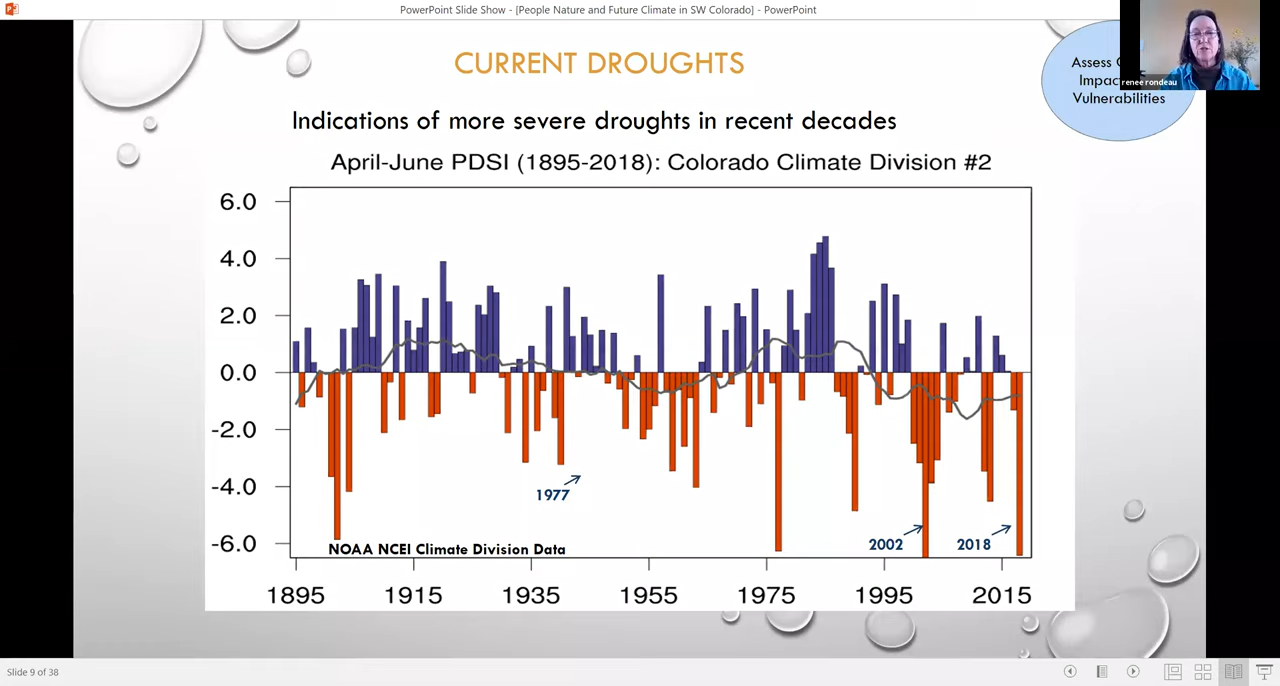 PowerPoint Slide Show - [People Nature and Future Climate in SW Colorado] - PowerPoint
CURRENT DROUGHTS
Assess
Impac
Vulnerabilities
renee rondeau
Indications of more severe droughts in recent decades
April-June PDSI (1895-2018): Colorado Climate Division #2
6.0
4.0
2.0
0.0
-2.0
-4.0
-6.0
1977
2002
2018
NOAA NCEI Climate Division Data
1895
1915
1935
1955
1975
1995
2015
Slide 9 of 38